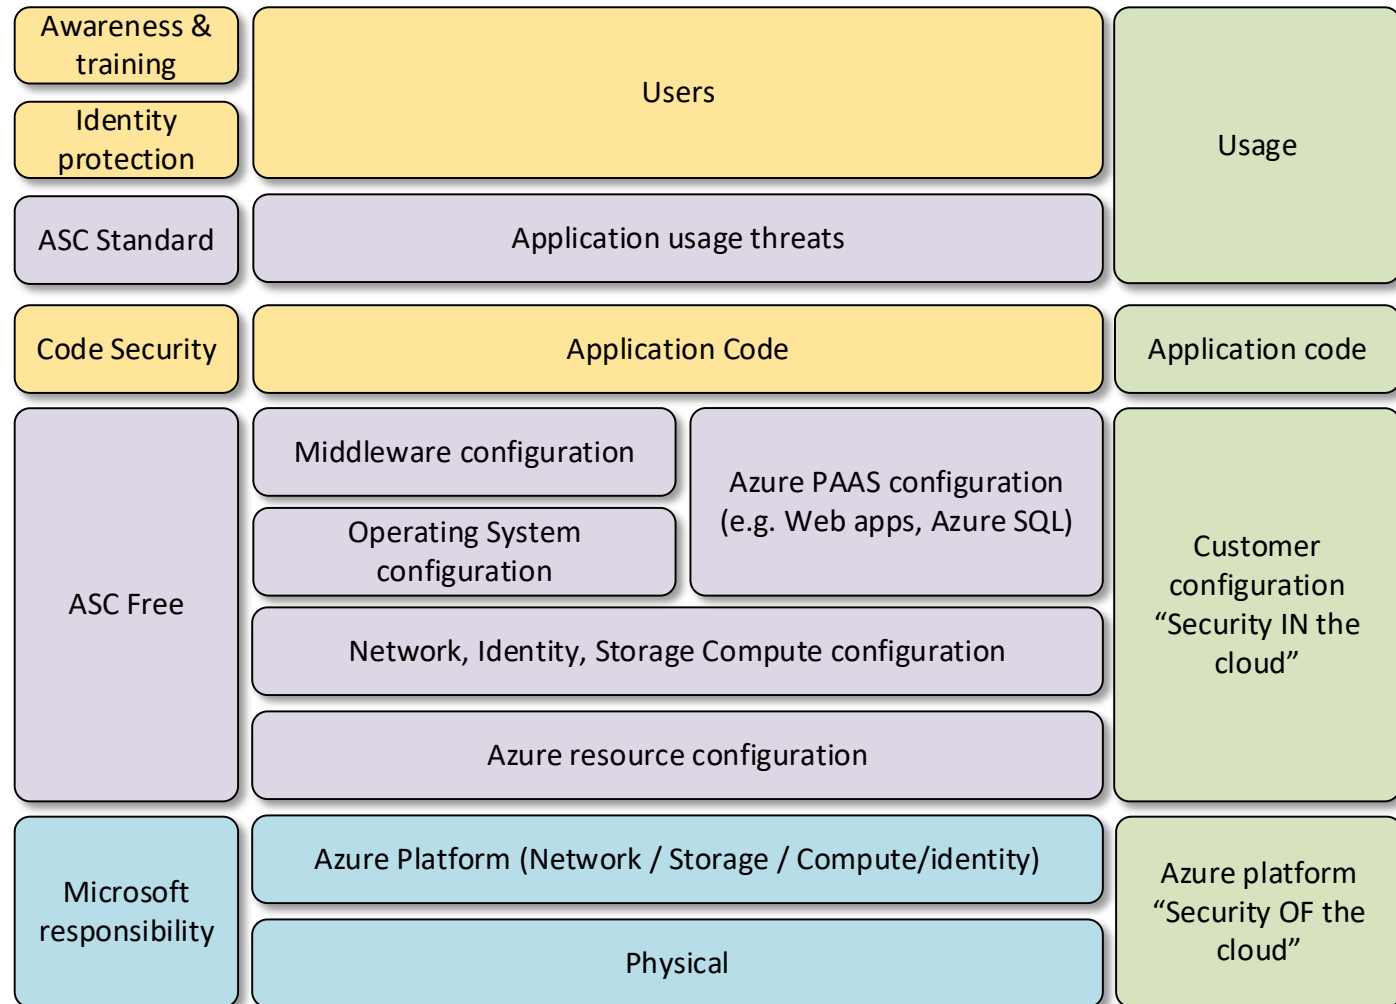 Awareness &
training
Users
Usage
Identity
protection
ASC Standard
Application usage threats
Code Security
Application Code
Application code
ASC Free
Middleware configuration
Azure PAAS configuration
(e.g. Web apps, Azure SQL)
Operating System
configuration
Network, Identity, Storage Compute configuration
Azure resource configuration
Customer
configuration
“Security IN the
cloud”
Microsoft
responsibility
Azure Platform (Network / Storage / Compute/identity)
Physical
Azure platform
“Security OF the
cloud”